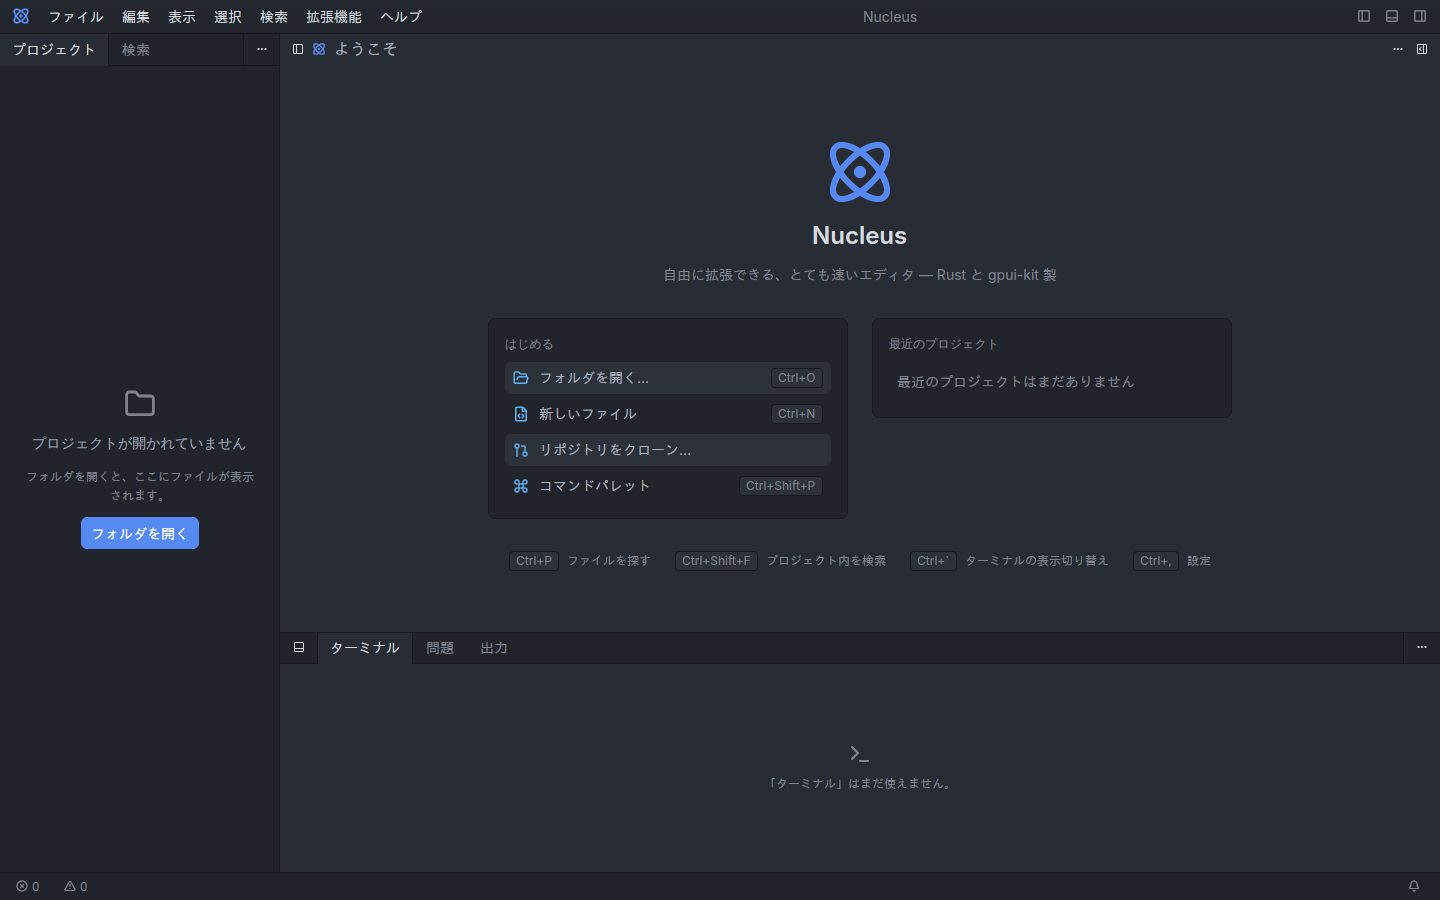 ファイル 編集 表示 選択 検索 拡張機能 ヘルプ Nucleus
プロジェクト 検索
ようこそ
Nucleus
自由に拡張できる、とても速いエディタ — Rust と gpui-kit 製
はじめる
フォルダを開く... Ctrl+O
新しいファイル Ctrl+N
リポジトリをクローン...
コマンドパレット Ctrl+Shift+P
最近のプロジェクト
最近のプロジェクトはまだありません
プロジェクトが開かれていません
フォルダを開くと、ここにファイルが表示
されます。
フォルダを開く
Ctrl+P ファイルを探す Ctrl+Shift+F プロジェクト内を検索 Ctrl+` ターミナルの表示切り替え Ctrl+, 設定
ターミナル 問題 出力
「ターミナル」はまだ使えません。
0 0